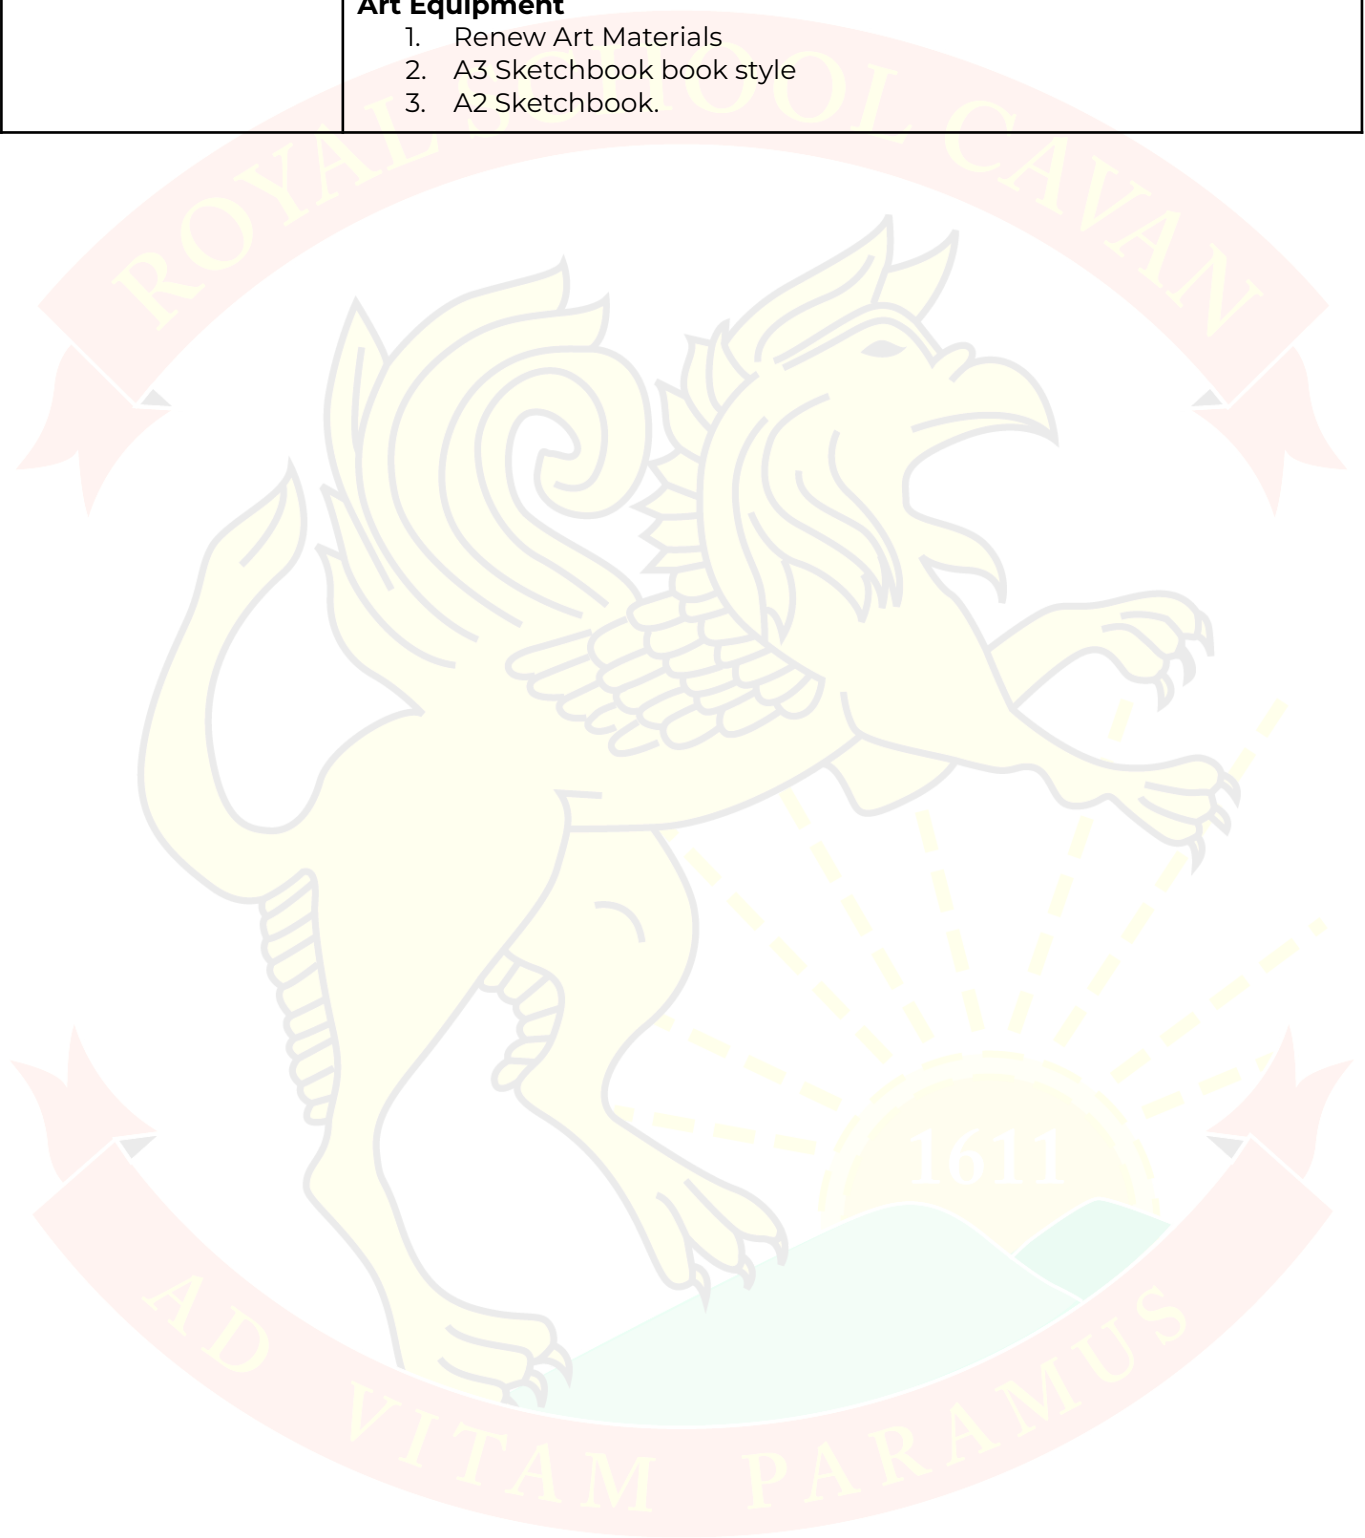 Art Equipment
1. Renew Art Materials
2. A3 Sketchbook book style
3. A2 Sketchbook.
ROYAL SCHOOL CAVAN
1611
AD VITAM PARAMUS